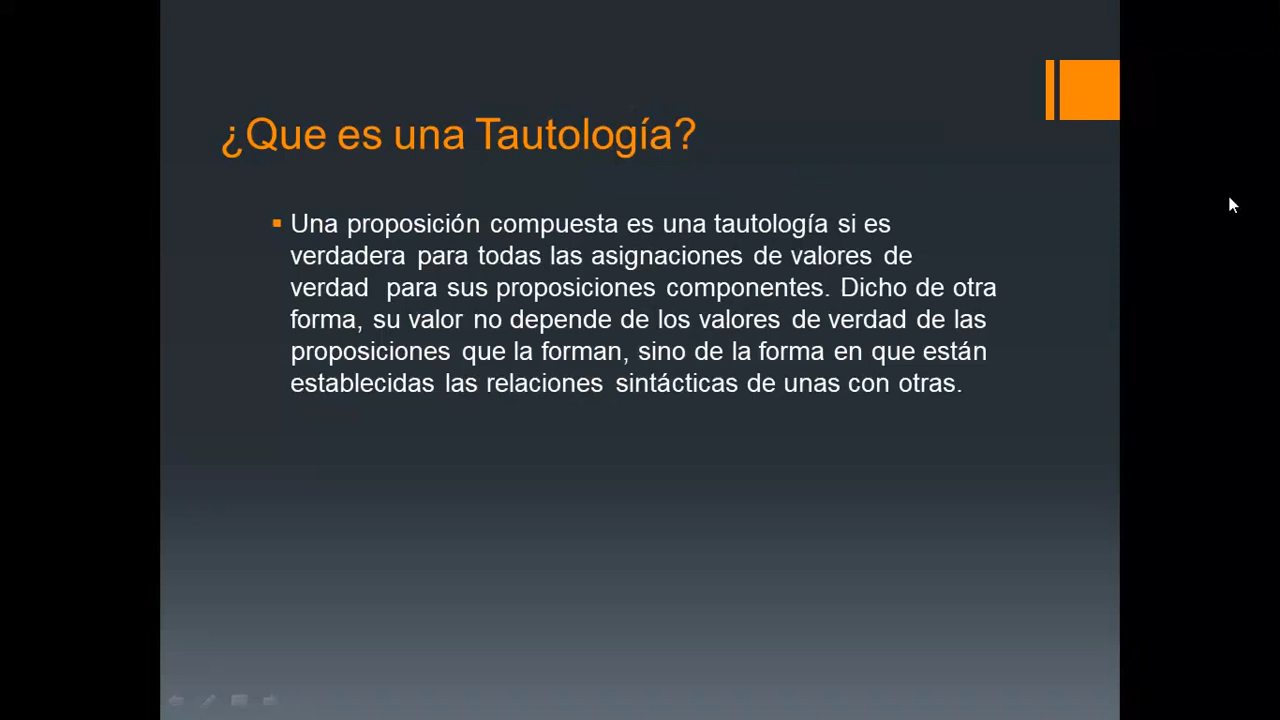 ¿Que es una Tautología?
Una proposición compuesta es una tautología si es
verdadera para todas las asignaciones de valores de
verdad para sus proposiciones componentes. Dicho de otra
forma, su valor no depende de los valores de verdad de las
proposiciones que la forman, sino de la forma en que están
establecidas las relaciones sintácticas de unas con otras.